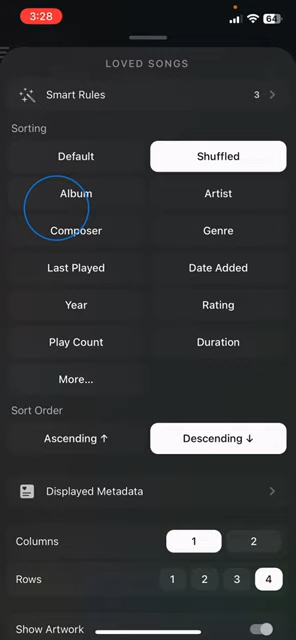 3:28
64
LOVED SONGS
Smart Rules 3
Sorting
Default Shuffled
Album Artist
Composer Genre
Last Played Date Added
Year Rating
Play Count Duration
More...
Sort Order
Ascending ↑ Descending ↓
Displayed Metadata
Columns 1 2
Rows 1 2 3 4
Show Artwork